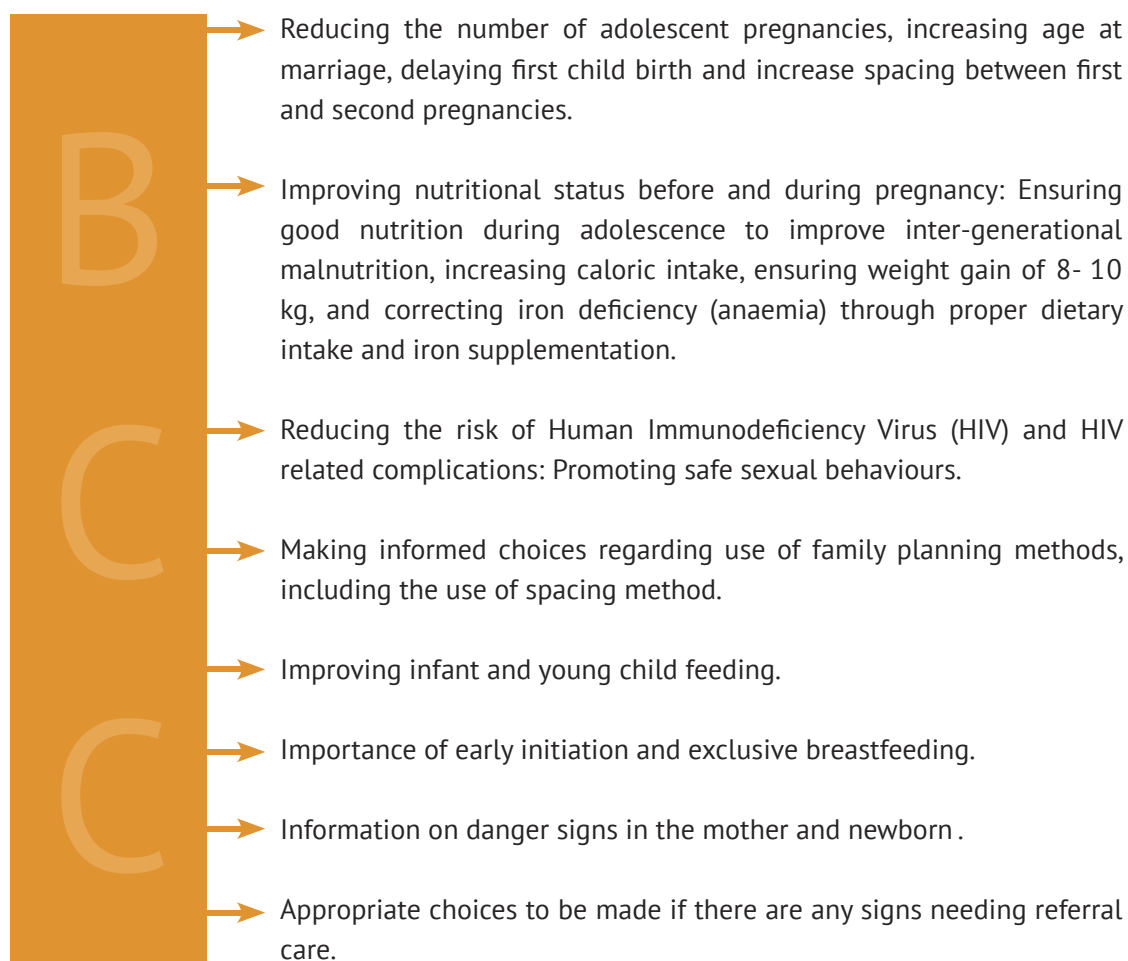 Reducing the number of adolescent pregnancies, increasing age at
marriage, delaying first child birth and increase spacing between first
and second pregnancies.
B
Improving nutritional status before and during pregnancy: Ensuring
good nutrition during adolescence to improve inter-generational
malnutrition, increasing caloric intake, ensuring weight gain of 8- 10
kg, and correcting iron deficiency (anaemia) through proper dietary
intake and iron supplementation.
C
Reducing the risk of Human Immunodeficiency Virus (HIV) and HIV
related complications: Promoting safe sexual behaviours.
Making informed choices regarding use of family planning methods,
including the use of spacing method.
Improving infant and young child feeding.
C
Importance of early initiation and exclusive breastfeeding.
Information on danger signs in the mother and newborn .
Appropriate choices to be made if there are any signs needing referral
care.